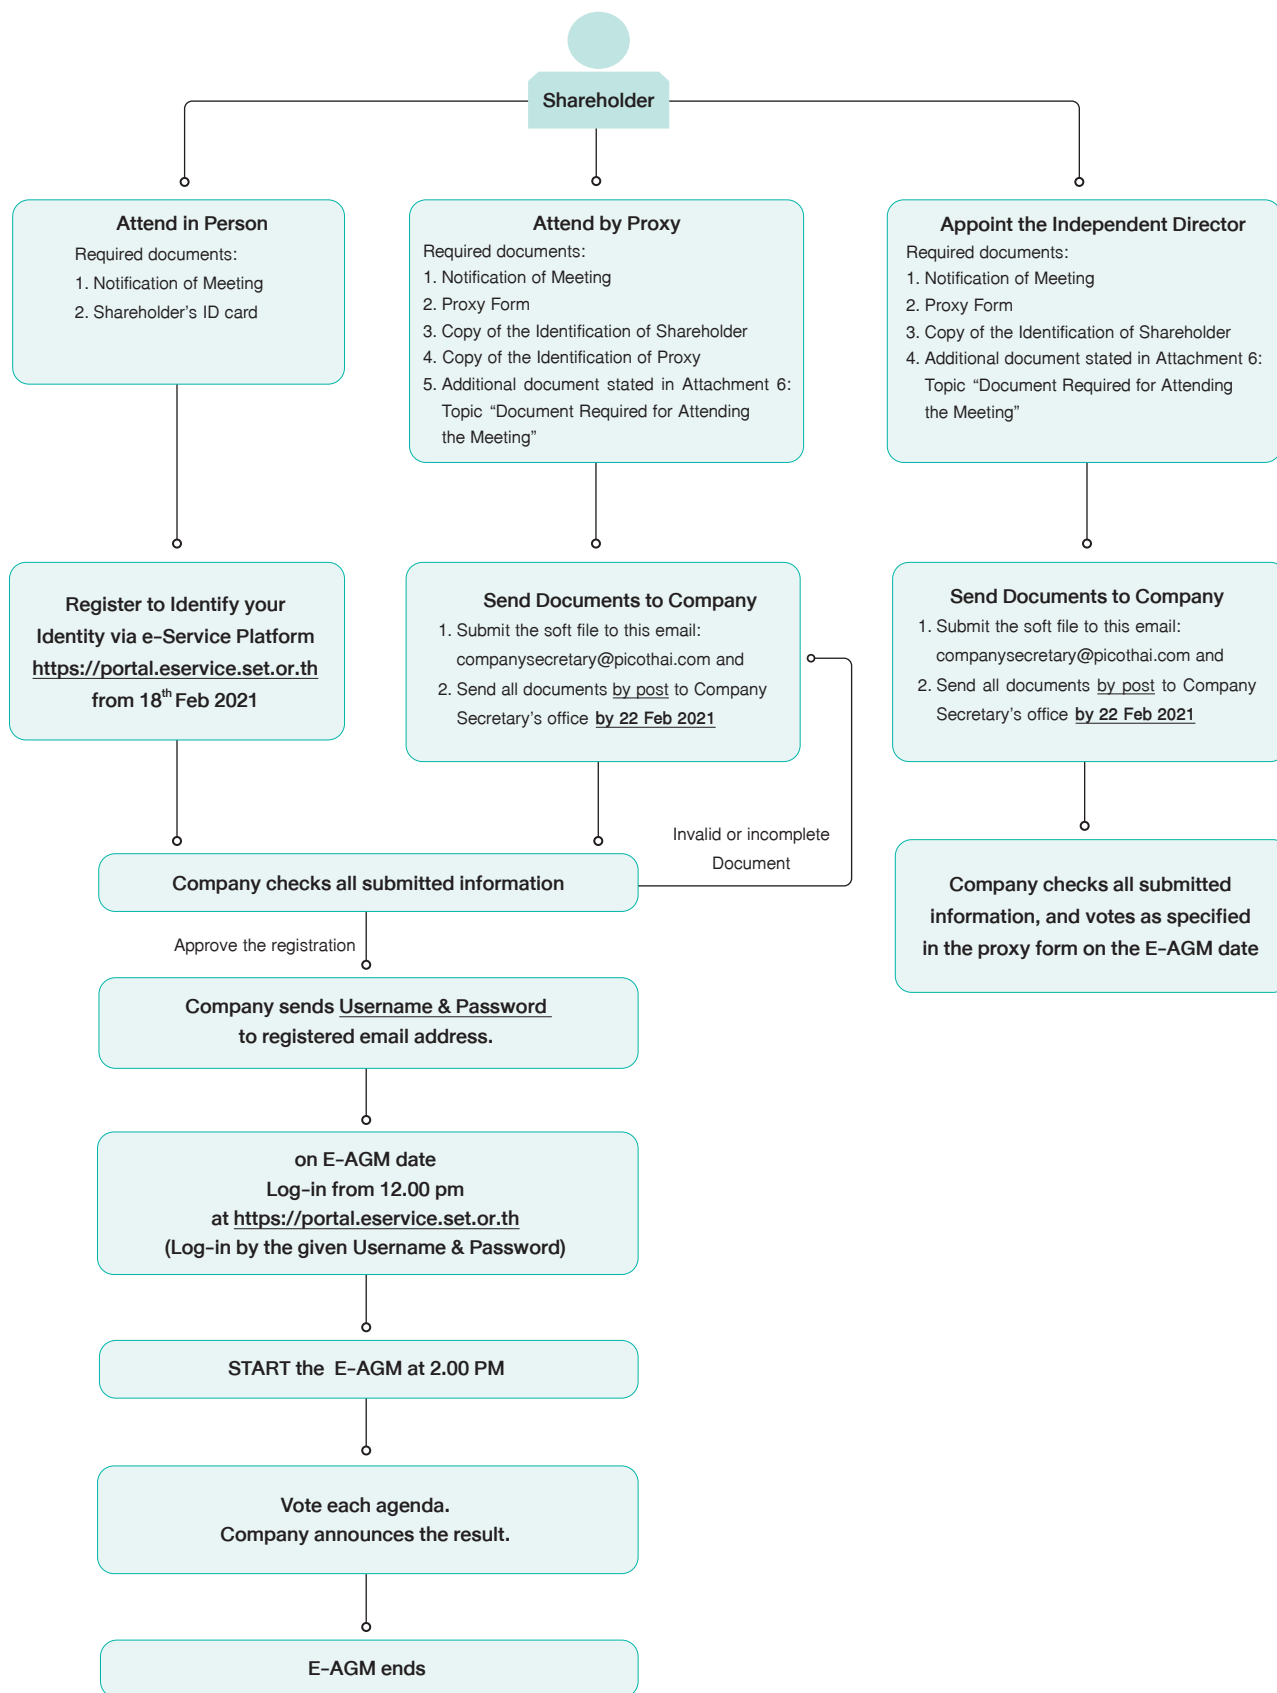 Shareholder
Attend in Person
Required documents:
1. Notification of Meeting
2. Shareholder's ID card
Attend by Proxy
Required documents:
1. Notification of Meeting
2. Proxy Form
3. Copy of the Identification of Shareholder
4. Copy of the Identification of Proxy
5. Additional document stated in Attachment 6:
Topic “Document Required for Attending
the Meeting”
Appoint the Independent Director
Required documents:
1. Notification of Meeting
2. Proxy Form
3. Copy of the Identification of Shareholder
4. Additional document stated in Attachment 6:
Topic “Document Required for Attending
the Meeting”
Register to Identify your
Identity via e-Service Platform
https://portal.eservice.set.or.th
from 18th Feb 2021
Send Documents to Company
1. Submit the soft file to this email:
companysecretary@picothai.com and
2. Send all documents by post to Company
Secretary's office by 22 Feb 2021
Send Documents to Company
1. Submit the soft file to this email:
companysecretary@picothai.com and
2. Send all documents by post to Company
Secretary's office by 22 Feb 2021
Invalid or incomplete
Document
Company checks all submitted information
Company checks all submitted
information, and votes as specified
in the proxy form on the E-AGM date
Approve the registration
Company sends Username & Password
to registered email address.
on E-AGM date
Log-in from 12.00 pm
at https://portal.eservice.set.or.th
(Log-in by the given Username & Password)
START the E-AGM at 2.00 PM
Vote each agenda.
Company announces the result.
E-AGM ends